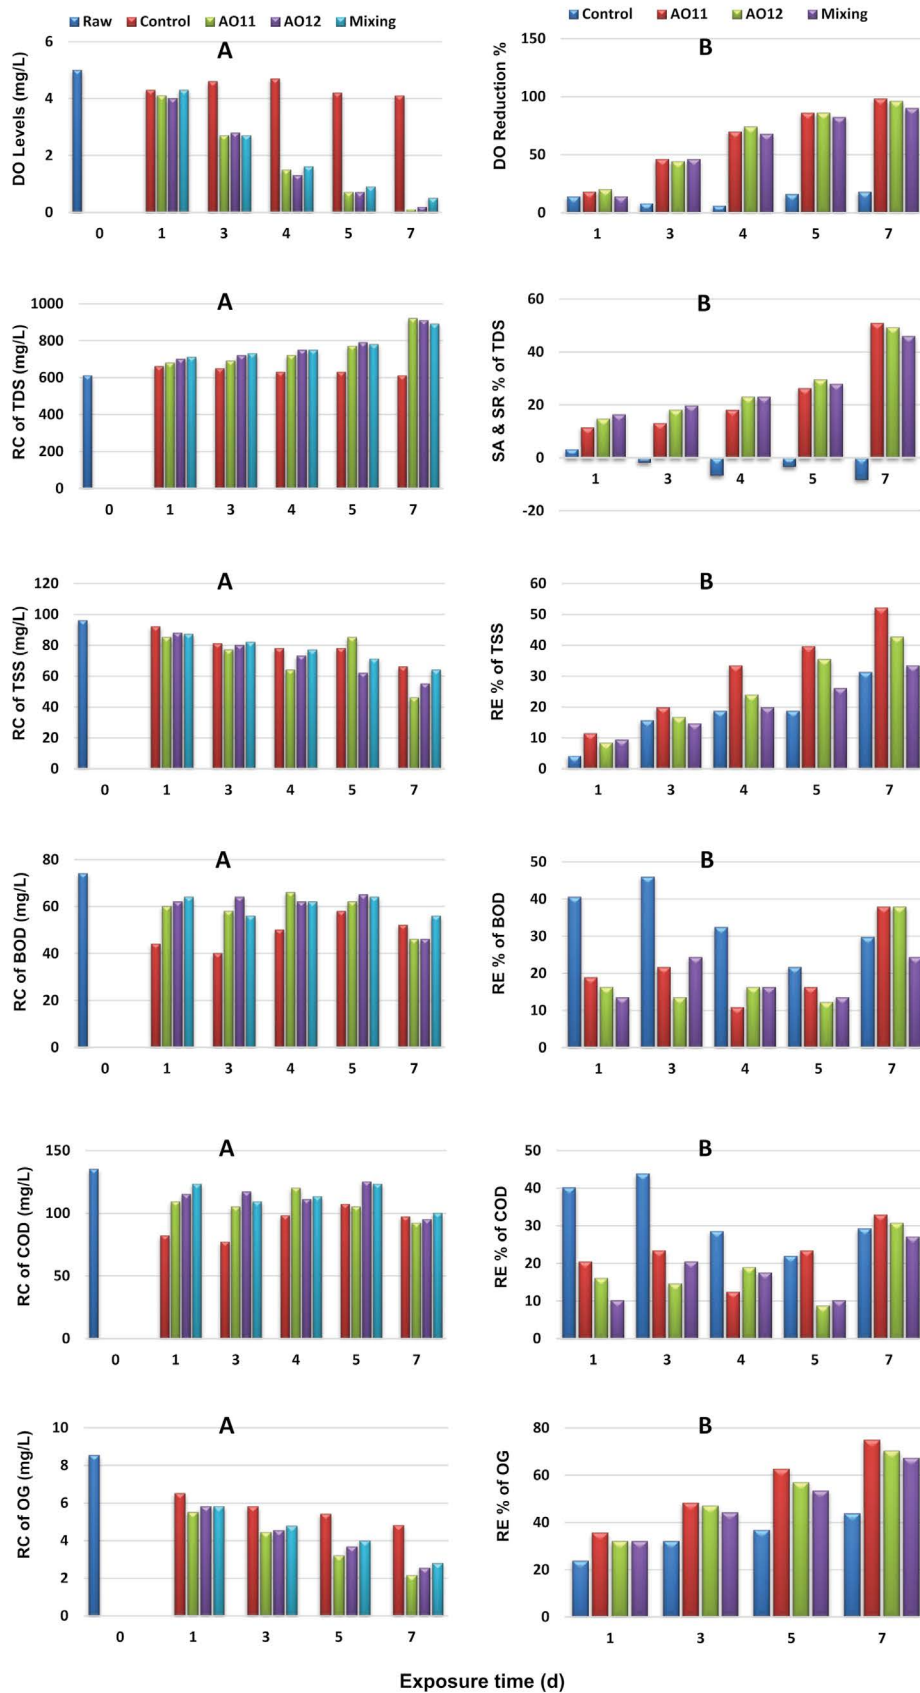 Raw Control AO11 AO12 Mixing
A
DO Levels (mg/L)
6
4
2
0
0 1 3 4 5 7
Control AO11 AO12 Mixing
B
DO Reduction %
150
100
50
0
1 3 4 5 7
A
RC of TDS (mg/L)
1000
800
600
400
200
0
0 1 3 4 5 7
B
SA & SR % of TDS
60
40
20
0
-20
1 3 4 5 7
A
RC of TSS (mg/L)
120
100
80
60
40
20
0
0 1 3 4 5 7
B
RE % of TSS
60
50
40
30
20
10
0
1 3 4 5 7
A
RC of BOD (mg/L)
80
60
40
20
0
0 1 3 4 5 7
B
RE % of BOD
50
40
30
20
10
0
1 3 4 5 7
A
RC of COD (mg/L)
150
100
50
0
0 1 3 4 5 7
B
RE % of COD
50
40
30
20
10
0
1 3 4 5 7
A
RC of OG (mg/L)
10
8
6
4
2
0
0 1 3 5 7
B
RE % of OG
80
60
40
20
0
1 3 5 7
Exposure time (d)